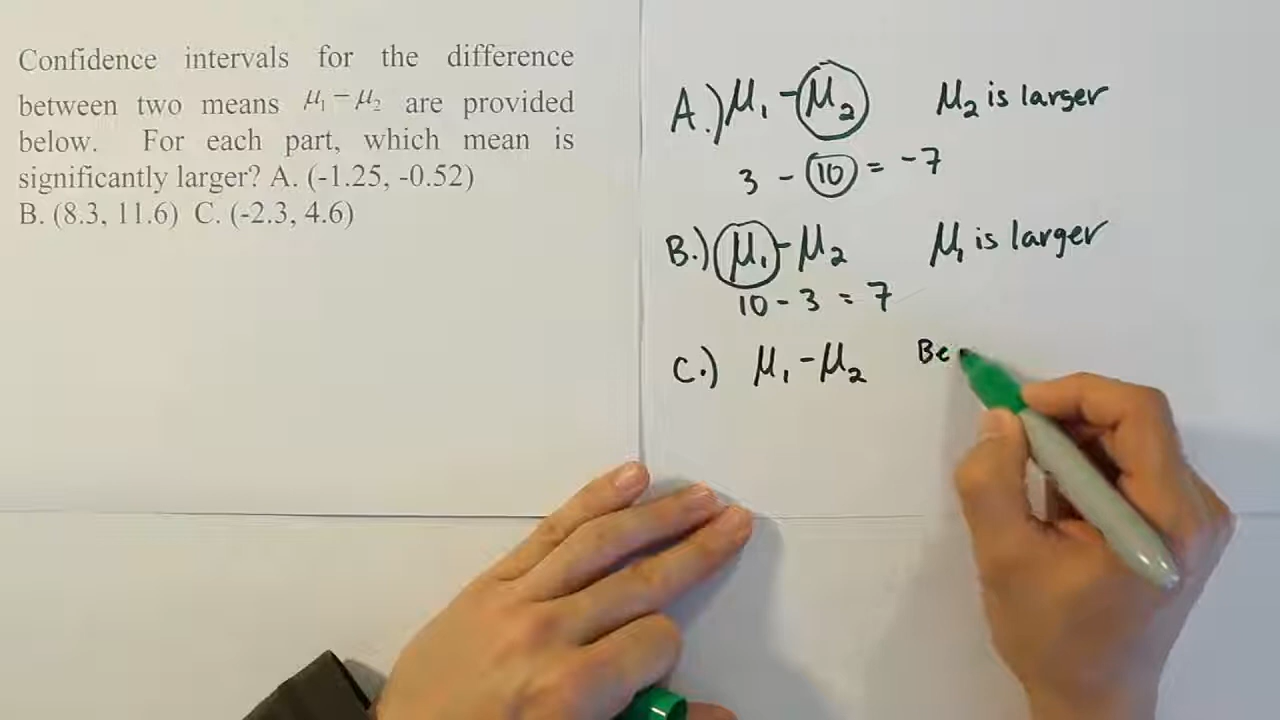 Confidence intervals for the difference
between two means μ₁ − μ₂ are provided
below. For each part, which mean is
significantly larger? A. (-1.25, -0.52)
B. (8.3, 11.6) C. (-2.3, 4.6)
A.) μ₁ - μ₂ μ₂ is larger
3 - 10 = -7
B.) μ₁ - μ₂ μ₁ is larger
10 - 3 = 7
C.) μ₁ - μ₂ Be